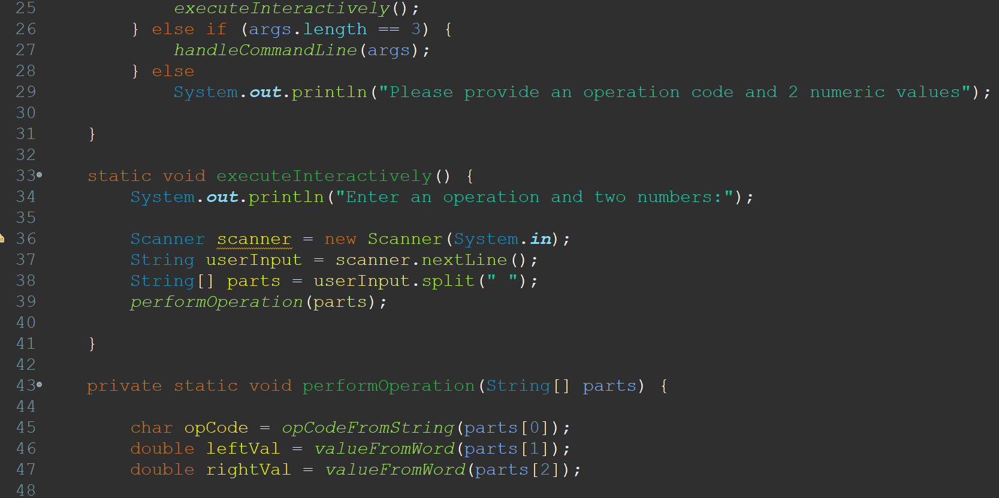 25 executeInteractively();
26 } else if (args.length == 3) {
27 handleCommandLine(args);
28 } else
29 System.out.println("Please provide an operation code and 2 numeric values");
30
31 }
32
33 static void executeInteractively() {
34 System.out.println("Enter an operation and two numbers:");
35
36 Scanner scanner = new Scanner(System.in);
37 String userInput = scanner.nextLine();
38 String[] parts = userInput.split(" ");
39 performOperation(parts);
40
41 }
42
43 private static void performOperation(String[] parts) {
44
45 char opCode = opCodeFromString(parts[0]);
46 double leftVal = valueFromWord(parts[1]);
47 double rightVal = valueFromWord(parts[2]);
48